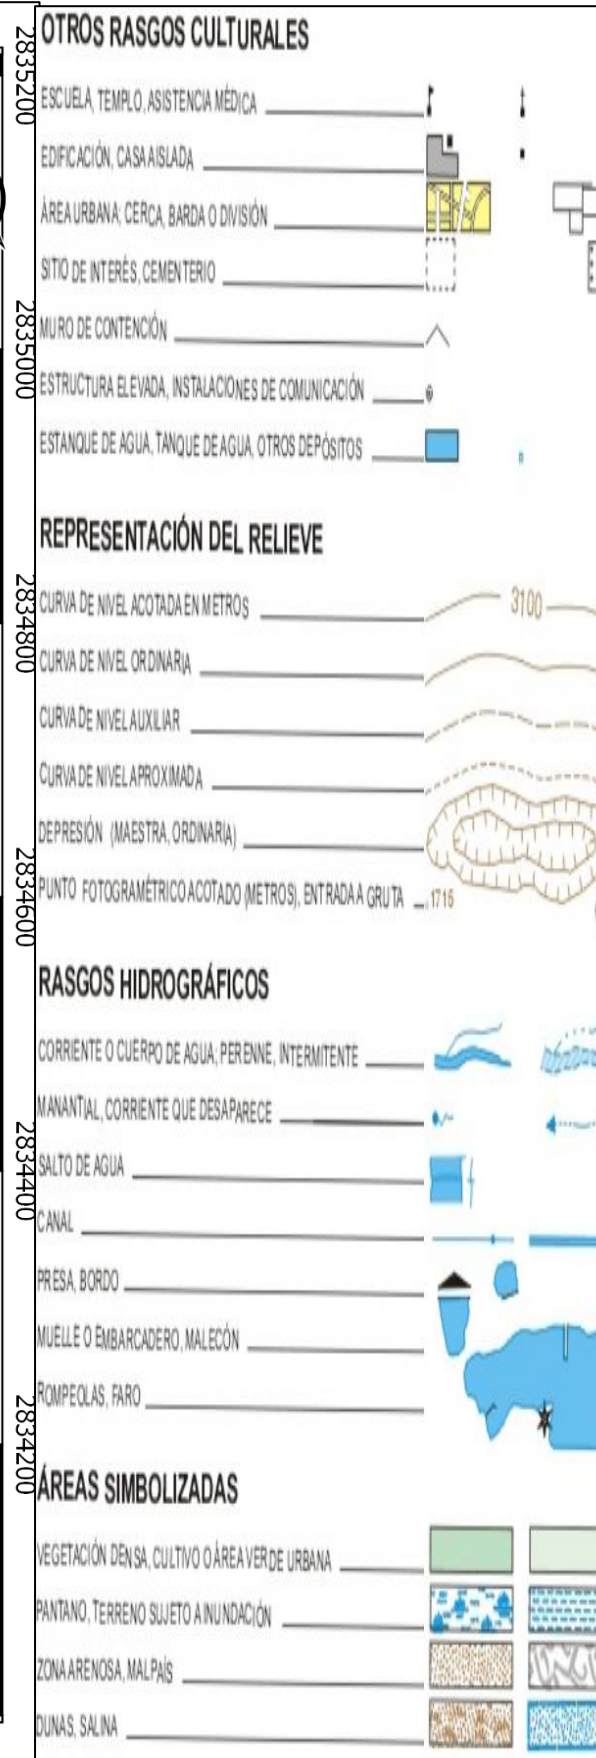 2835200
2835000
2834800
2834600
2834400
2834200
OTROS RASGOS CULTURALES
ESCUELA, TEMPLO, ASISTENCIA MÉDICA
EDIFICACIÓN, CASA AISLADA
ÁREA URBANA: CERCA, BARDA O DIVISIÓN
SITIO DE INTERÉS, CEMENTERIO
MURO DE CONTENCIÓN
ESTRUCTURA ELEVADA, INSTALACIONES DE COMUNICACIÓN
ESTANQUE DE AGUA, TANQUE DE AGUA, OTROS DEPÓSITOS
REPRESENTACIÓN DEL RELIEVE
CURVA DE NIVEL ACOTADA EN METROS 3100
CURVA DE NIVEL ORDINARIA
CURVA DE NIVEL AUXILIAR
CURVA DE NIVEL APROXIMADA
DEPRESIÓN (MAESTRA, ORDINARIA)
PUNTO FOTOGRAMÉTRICO ACOTADO (METROS), ENTRADA A GRUTA 1715
RASGOS HIDROGRÁFICOS
CORRIENTE O CUERPO DE AGUA, PERENNE, INTERMITENTE
MANANTIAL, CORRIENTE QUE DESAPARECE
SALTO DE AGUA
CANAL
PRESA, BORDO
MUELLE O EMBARCADERO, MALECÓN
ROMPEOLAS, FARO
ÁREAS SIMBOLIZADAS
VEGETACIÓN DENSA, CULTIVO O ÁREA VERDE URBANA
PANTANO, TERRENO SUJETO A INUNDACIÓN
ZONA ARENOSA, MALPAÍS
DUNAS, SALINA